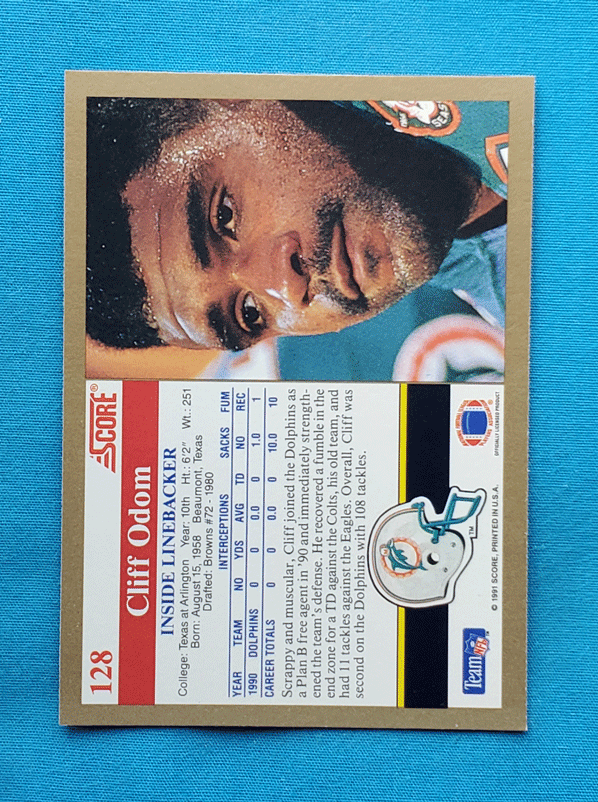 128
SCORE®
Cliff Odom
INSIDE LINEBACKER
College: Texas at Arlington Year: 10th Ht.: 6'2" Wt.: 251
Born: August 15, 1958 B Beaumont, Texas
Drafted: Browns #72 - 1980
INTERCEPTIONS SACKS FUM
YEAR TEAM NO YDS AVG TD NO REC
1990 DOLPHINS 0 0 0.0 0 1.0 1
CAREER TOTALS 0 0 0.0 0 10.0 10
Scrappy and muscular, Cliff joined the Dolphins as
a Plan B free agent in '90 and immediately strength-
ened the team's defense. He recovered a fumble in the
end zone for a TD against the Colts, his old team, and
had 11 tackles against the Eagles. Overall, Cliff was
second on the Dolphins with 108 tackles.
Team NFL
TM
© 1991 SCORE, PRINTED IN U.S.A.
OFFICIALLY LICENSED PRODUCT